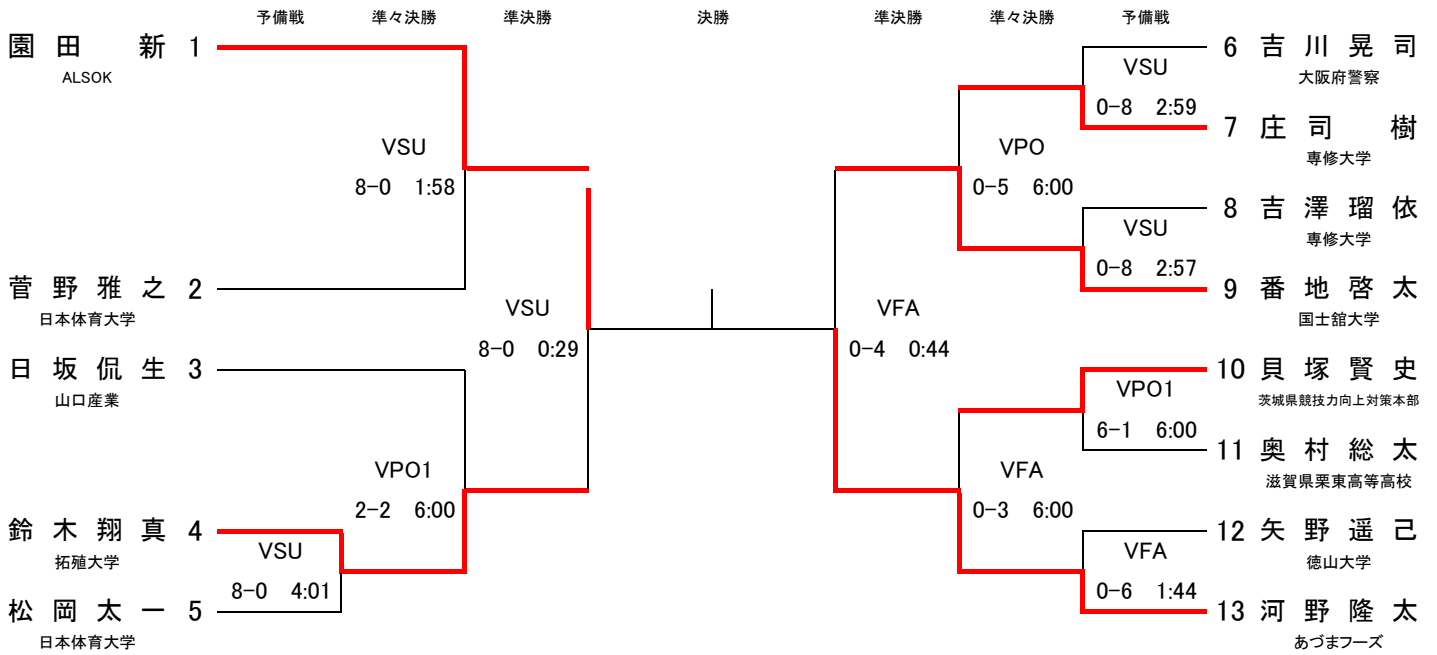 予備戦 準々決勝 準決勝 決勝 準決勝 準々決勝 予備戦
園田 新 1
ALSOK
VSU
8-0 1:58
菅野雅之 2
日本体育大学
VSU
8-0 0:29
日坂侃生 3
山口産業
VPO1
2-2 6:00
鈴木翔真 4
拓殖大学
VSU
8-0 4:01
松岡太一 5
日本体育大学
6 吉川晃司
大阪府警察
VSU
0-8 2:59
7 庄司 樹
専修大学
VPO
0-5 6:00
8 吉澤瑠依
専修大学
VSU
0-8 2:57
9 番地啓太
国士舘大学
VFA
0-4 0:44
10 貝塚賢史
茨城県競技力向上対策本部
VPO1
6-1 6:00
11 奥村総太
滋賀県栗東高等高校
VFA
0-3 6:00
12 矢野遥己
徳山大学
VFA
0-6 1:44
13 河野隆太
あづまフーズ